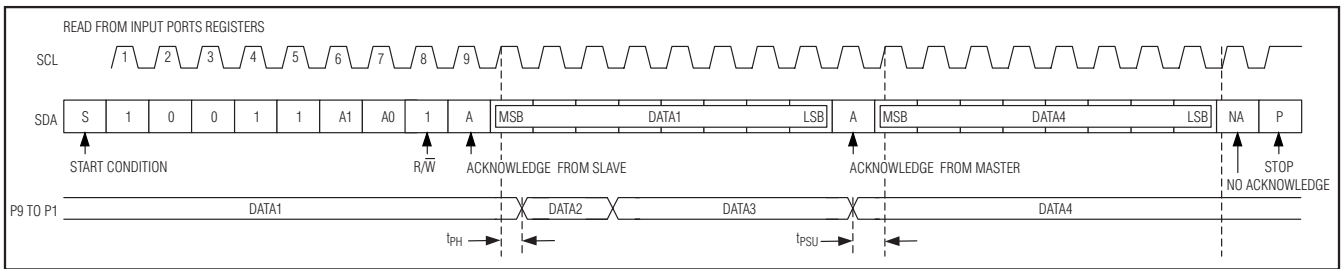 READ FROM INPUT PORTS REGISTERS
SCL 1 2 3 4 5 6 7 8 9
SDA S 1 0 0 1 1 A1 A0 1 A MSB DATA1 LSB A MSB DATA4 LSB NA P
START CONDITION R/W̅ ACKNOWLEDGE FROM SLAVE ACKNOWLEDGE FROM MASTER STOP
NO ACKNOWLEDGE
P9 TO P1 DATA1 DATA2 DATA3 DATA4
tPH tPSU